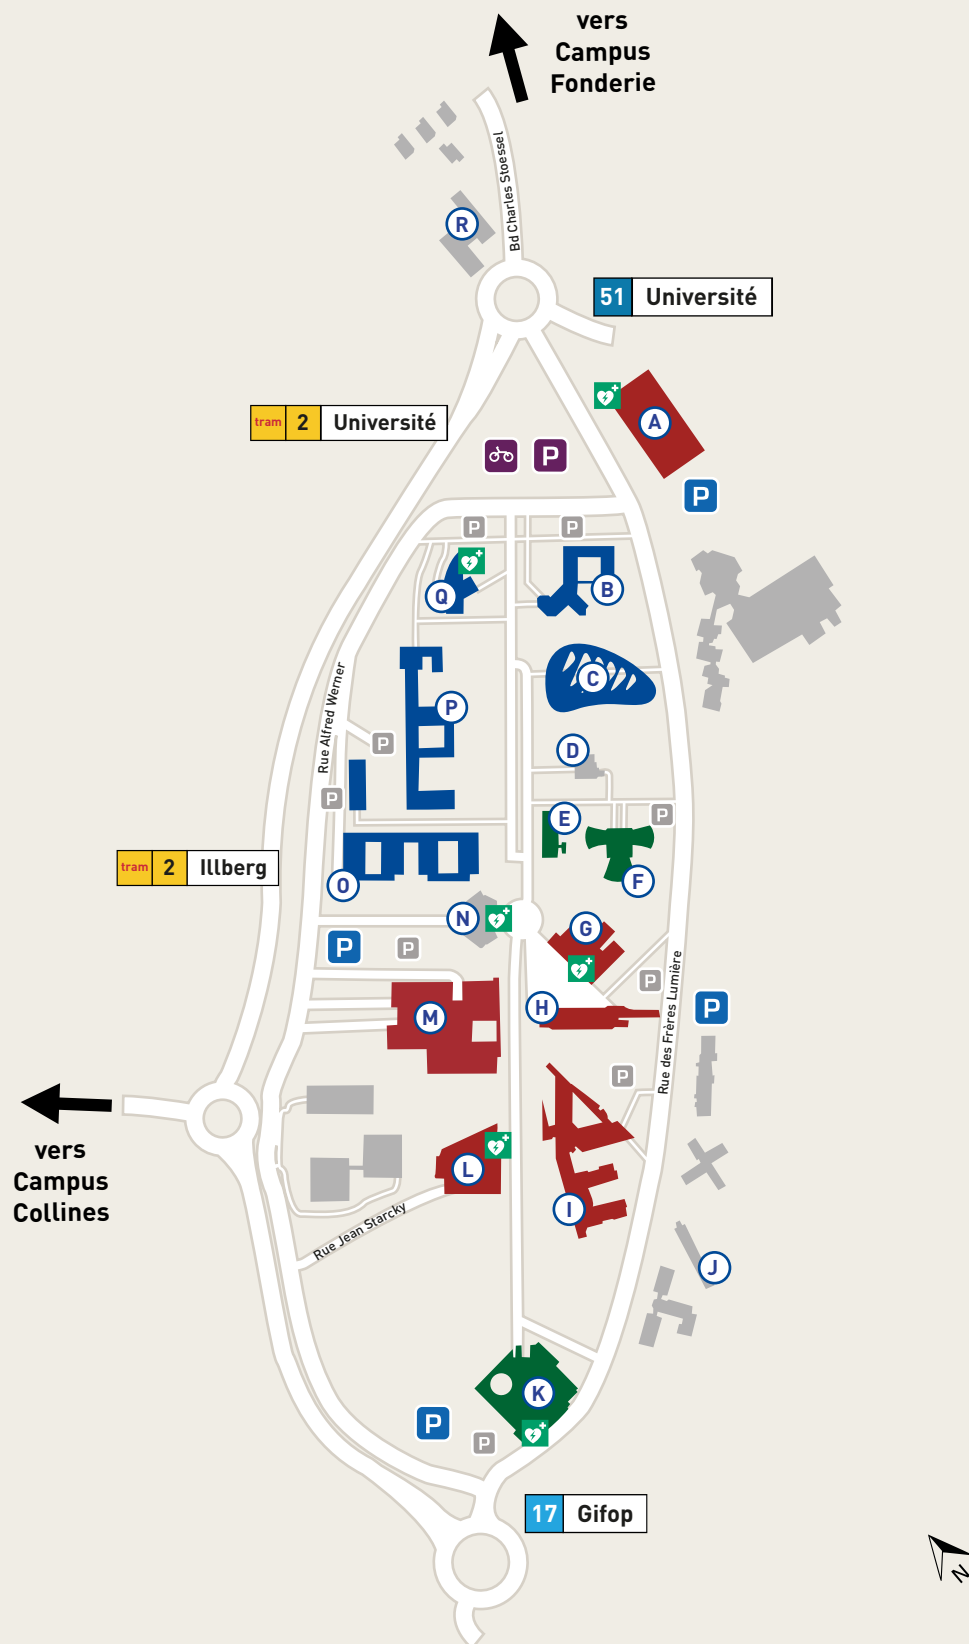 vers
Campus
Fonderie
Bd Charles Stoessel
R
51 Université
A
tram 2 Université
P
P
P
P
Q
B
C
P
Rue Alfred Werner
P
D
P
E
P
F
tram 2 Illberg
O
N
G
P
P
P
Rue des Frères Lumière
H
P
M
P
vers
Campus
Collines
L
I
Rue Jean Starcky
J
K
P
P
17 Gifop
N